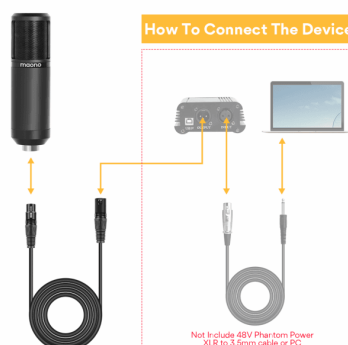 How To Connect The Device
maono
Not Include 48V Phantom Power
XLR to 3.5mm cable or PC